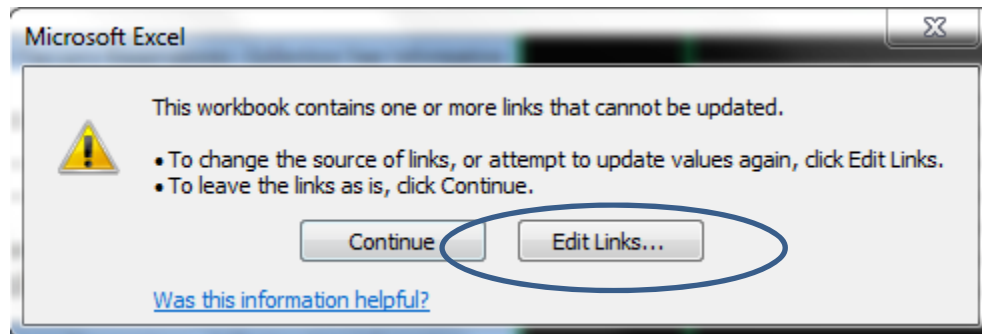 Microsoft Excel
This workbook contains one or more links that cannot be updated.
• To change the source of links, or attempt to update values again, click Edit Links.
• To leave the links as is, click Continue.
Continue Edit Links...
Was this information helpful?